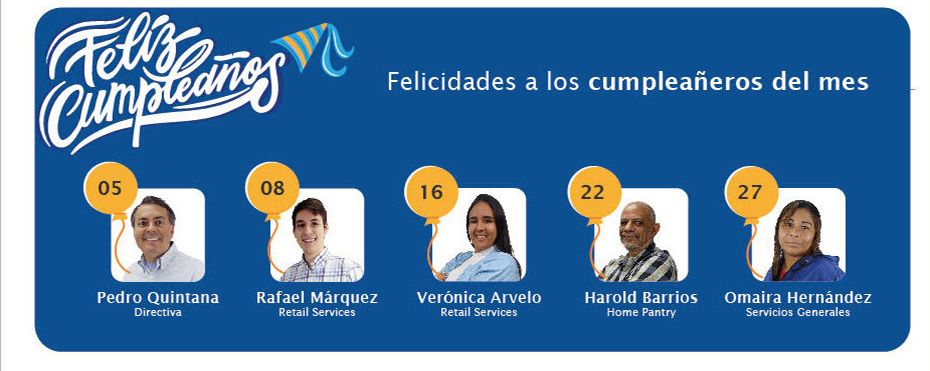 Feliz
Cumpleaños
Felicidades a los cumpleañeros del mes
05
08
16
22
27
Pedro Quintana
Directiva
Rafael Márquez
Retail Services
Verónica Arvelo
Retail Services
Harold Barrios
Home Pantry
Omaira Hernández
Servicios Generales